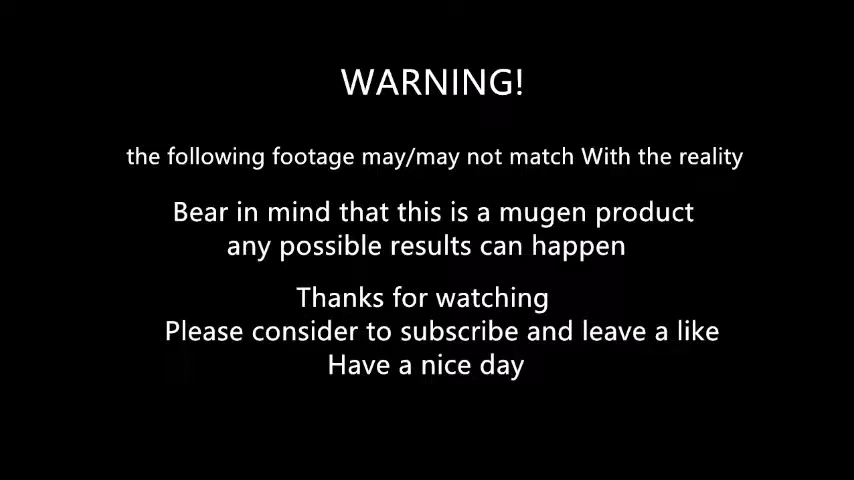 WARNING!
the following footage may/may not match With the reality
Bear in mind that this is a mugen product
any possible results can happen
Thanks for watching
Please consider to subscribe and leave a like
Have a nice day